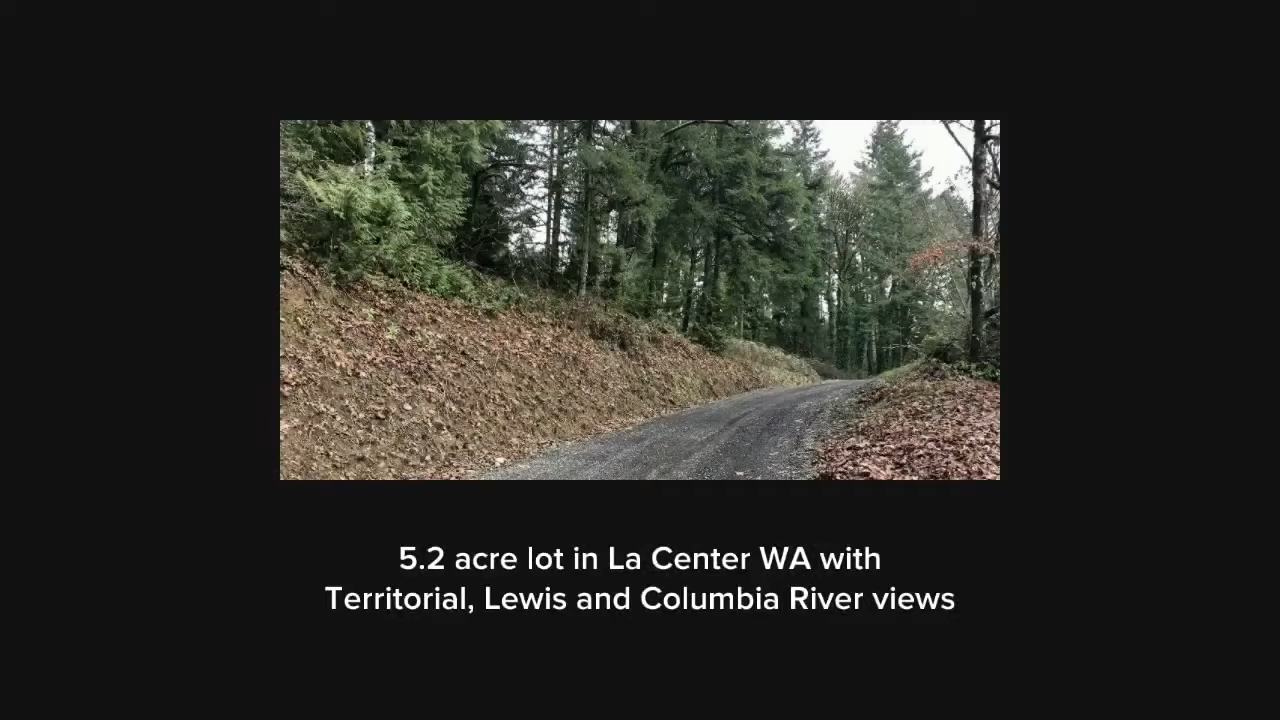 5.2 acre lot in La Center WA with
Territorial, Lewis and Columbia River views